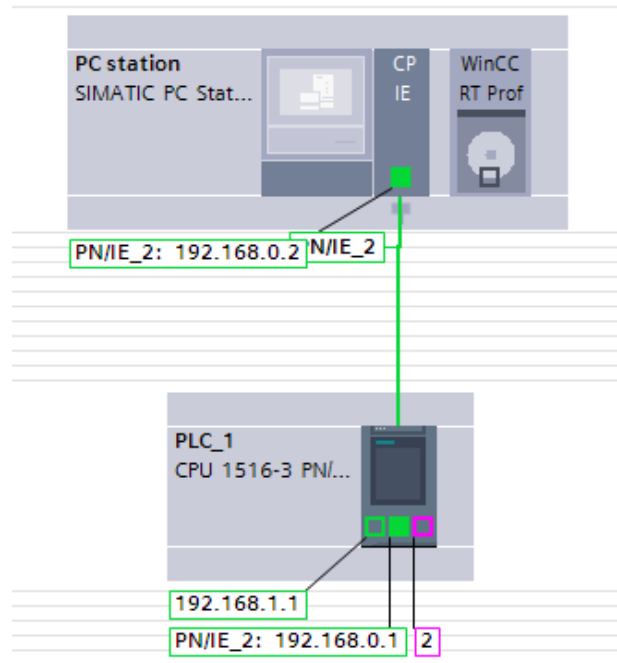 PC station
SIMATIC PC Stat...
CP
IE
WinCC
RT Prof
PN/IE_2: 192.168.0.2
N/IE_2
PLC_1
CPU 1516-3 PN/...
192.168.1.1
PN/IE_2: 192.168.0.1
2